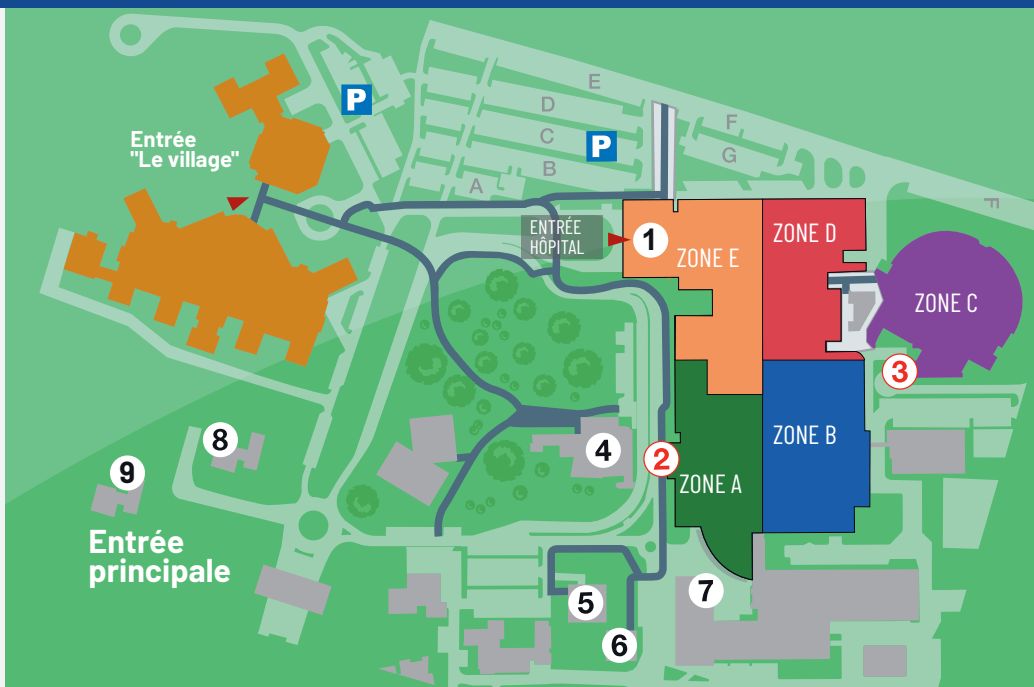 E
P
D
F
Entrée
"Le village"
C
P
G
B
A
F
ENTRÉE
HÔPITAL
1
ZONE E
ZONE D
ZONE C
3
8
4
ZONE B
2
9
ZONE A
Entrée
principale
7
5
6